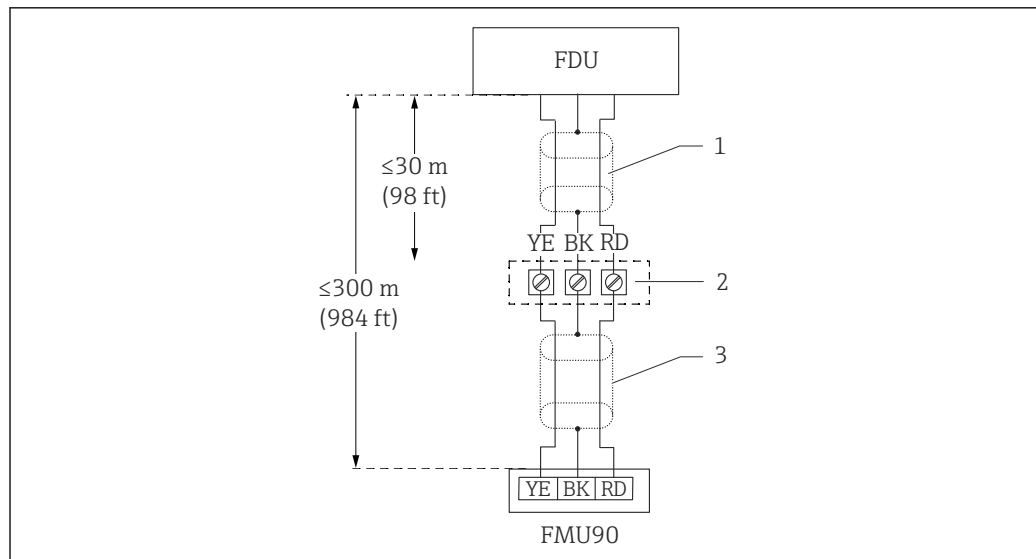 FDU
1
≤30 m
(98 ft)
YE BK RD
2
≤300 m
(984 ft)
3
YE BK RD
FMU90